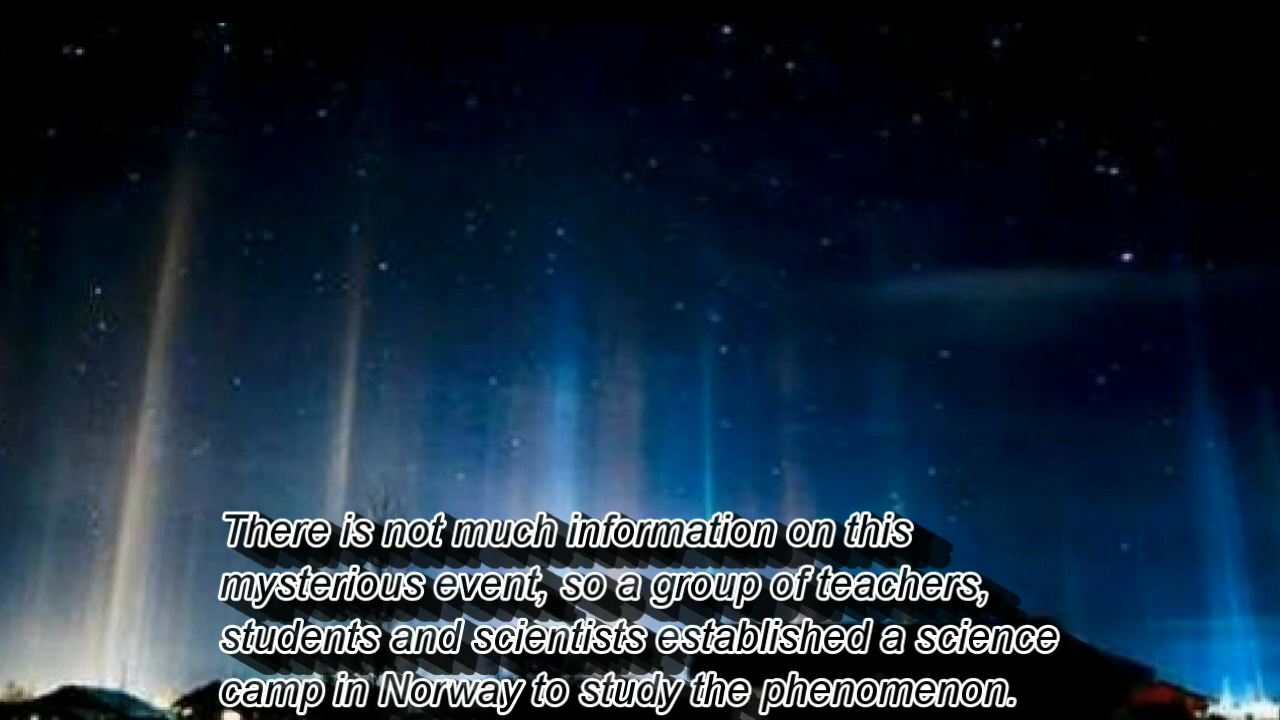 There is not much information on this
mysterious event, so a group of teachers,
students and scientists established a science
camp in Norway to study the phenomenon.